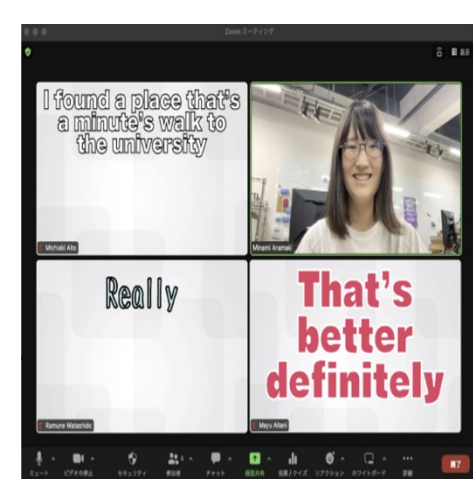 Zoom ミーティング
表示
I found a place that's
a minute's walk to
the university
Michiaki Aito
Minami Aramaki
Really
Ramune Watashido
That's
better
definitely
Mayu Aitani
ミュート
ビデオの停止
セキュリティ
参加者
4
チャット
画面共有
投票/クイズ
リアクション
ホワイトボード
詳細
終了